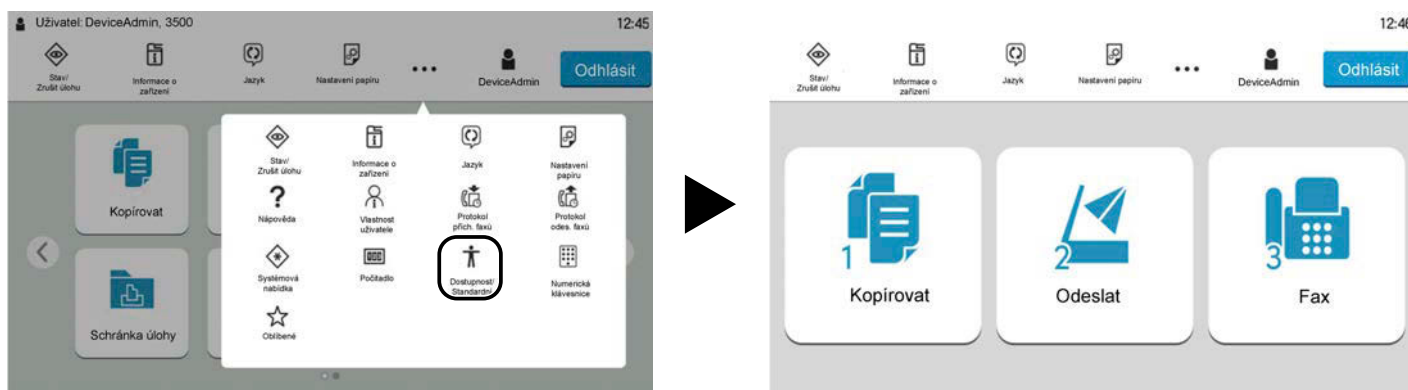 Uživatel: DeviceAdmin, 3500
12:45
Stav/
Zrušit úlohu
Informace o
zařízení
Jazyk
Nastavení papíru
DeviceAdmin
Odhlásit
Stav/
Zrušit úlohu
Informace o
zařízení
Jazyk
Nastavení
papíru
Nápověda
Vlastnost
uživatele
Protokol
přích. faxů
Protokol
odes. faxů
Systémová
nabídka
Počitadlo
Dostupnost/
Standardní
Numerická
klávesnice
Oblíbené
Kopírovat
Schránka úlohy
12:46
Stav/
Zrušit úlohu
Informace o
zařízení
Jazyk
Nastavení papíru
DeviceAdmin
Odhlásit
1
Kopírovat
2
Odeslat
3
Fax